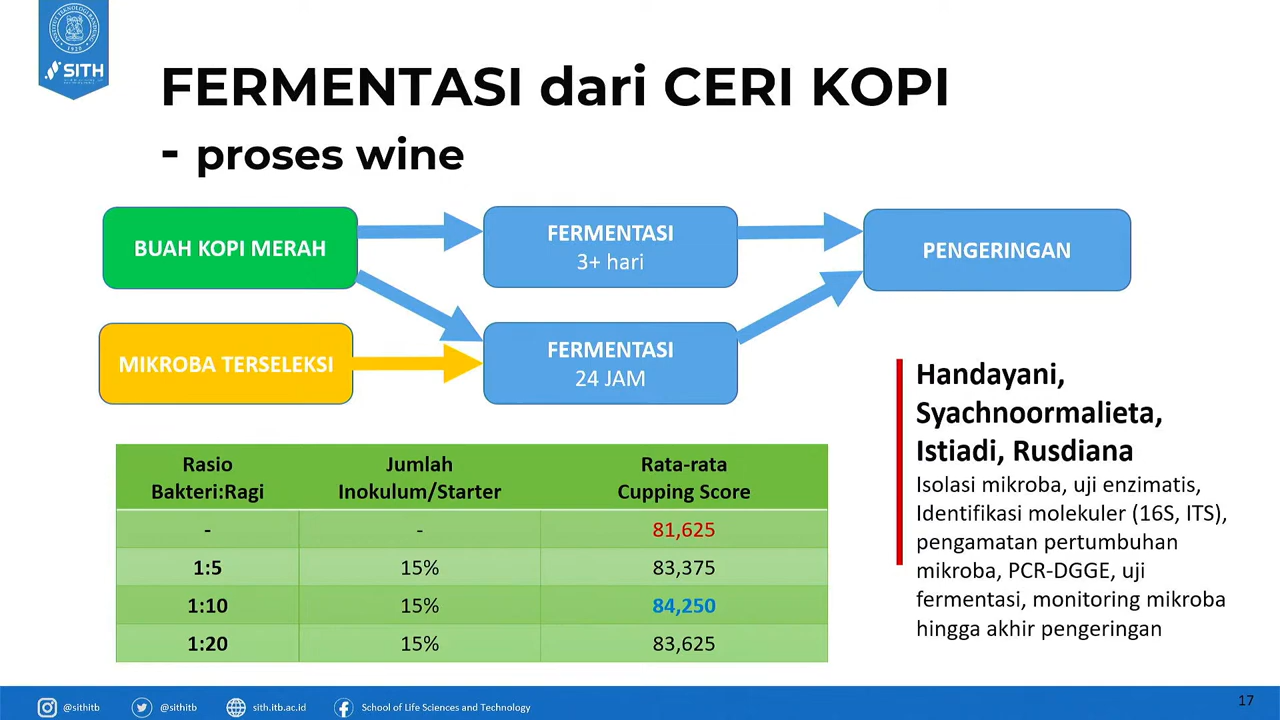 INSTITUT TEKNOLOGI BANDUNG
1920
SITH
FERMENTASI dari CERI KOPI
- proses wine
BUAH KOPI MERAH
FERMENTASI
3+ hari
PENGERINGAN
MIKROBA TERSELEKSI
FERMENTASI
24 JAM
Handayani,
Syachnoormalieta,
Istiadi, Rusdiana
Isolasi mikroba, uji enzimatis,
Identifikasi molekuler (16S, ITS),
pengamatan pertumbuhan
mikroba, PCR-DGGE, uji
fermentasi, monitoring mikroba
hingga akhir pengeringan
Rasio Bakteri:Ragi Jumlah Inokulum/Starter Rata-rata Cupping Score
- - 81,625
1:5 15% 83,375
1:10 15% 84,250
1:20 15% 83,625
@sithitb @sithitb sith.itb.ac.id School of Life Sciences and Technology
17